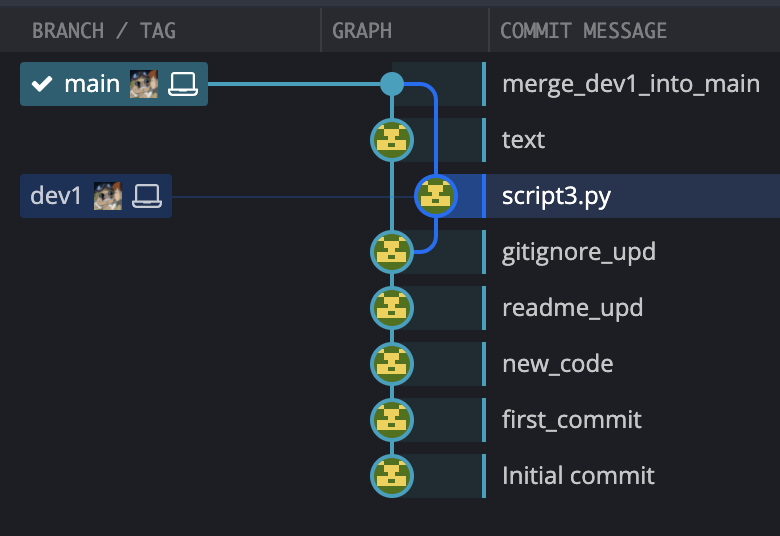 BRANCH / TAG GRAPH COMMIT MESSAGE
main merge_dev1_into_main
text
dev1 script3.py
gitignore_upd
readme_upd
new_code
first_commit
Initial commit